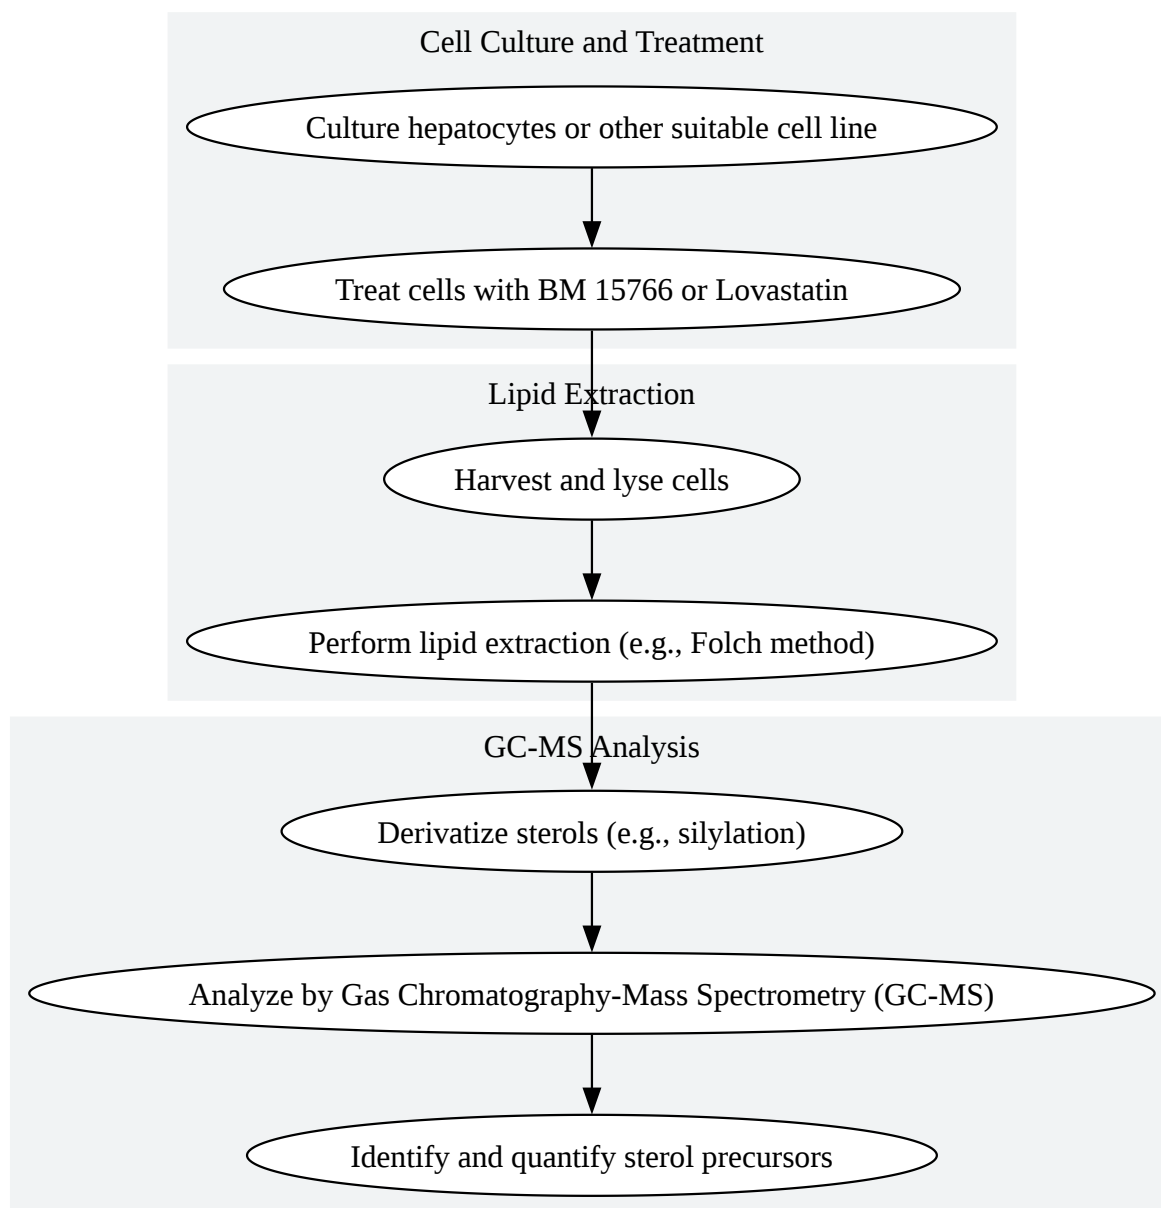 Cell Culture and Treatment
Culture hepatocytes or other suitable cell line
Treat cells with BM 15766 or Lovastatin
Lipid Extraction
Harvest and lyse cells
Perform lipid extraction (e.g., Folch method)
GC-MS Analysis
Derivatize sterols (e.g., silylation)
Analyze by Gas Chromatography-Mass Spectrometry (GC-MS)
Identify and quantify sterol precursors